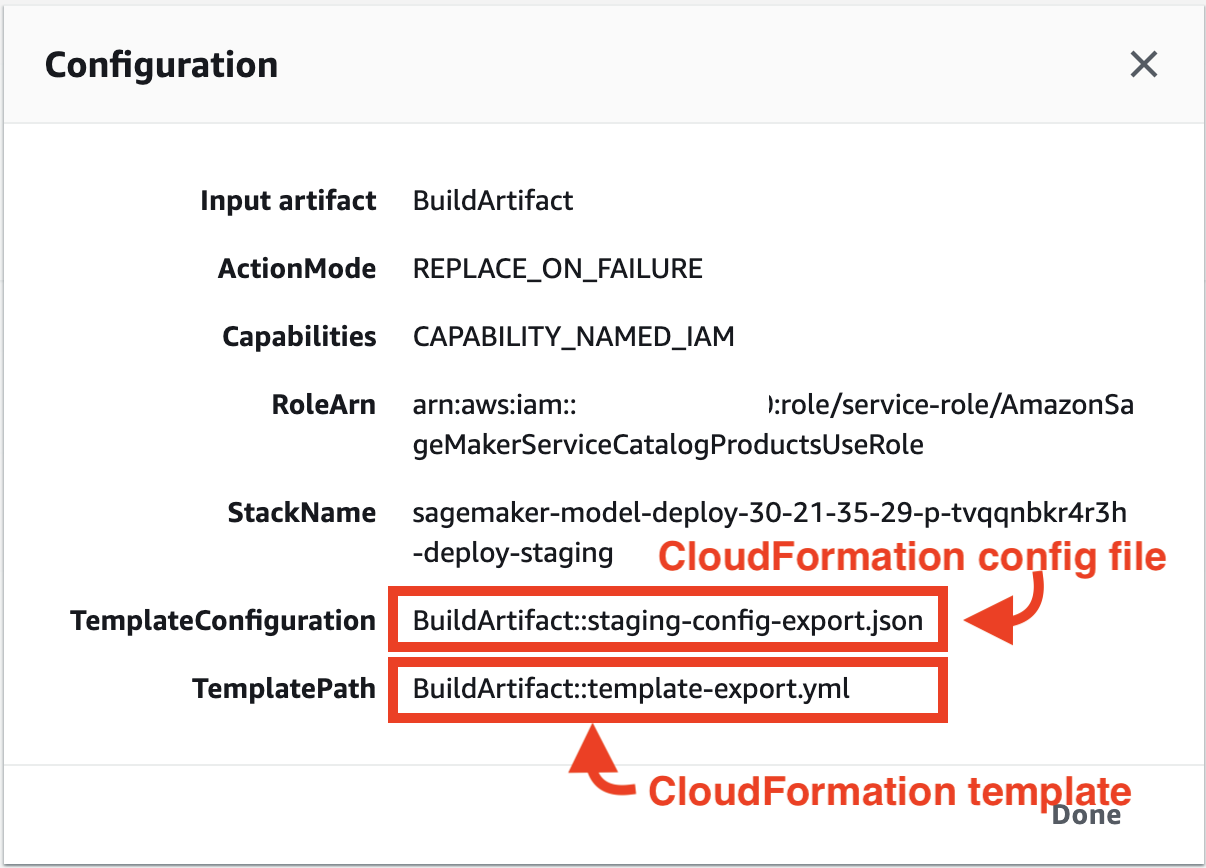 Configuration
Input artifact BuildArtifact
ActionMode REPLACE_ON_FAILURE
Capabilities CAPABILITY_NAMED_IAM
RoleArn arn:aws:iam:: :role/service-role/AmazonSa
geMakerServiceCatalogProductsUseRole
StackName sagemaker-model-deploy-30-21-35-29-p-tvqqnbkr4r3h
-deploy-staging
CloudFormation config file
TemplateConfiguration BuildArtifact::staging-config-export.json
TemplatePath BuildArtifact::template-export.yml
CloudFormation template
Done